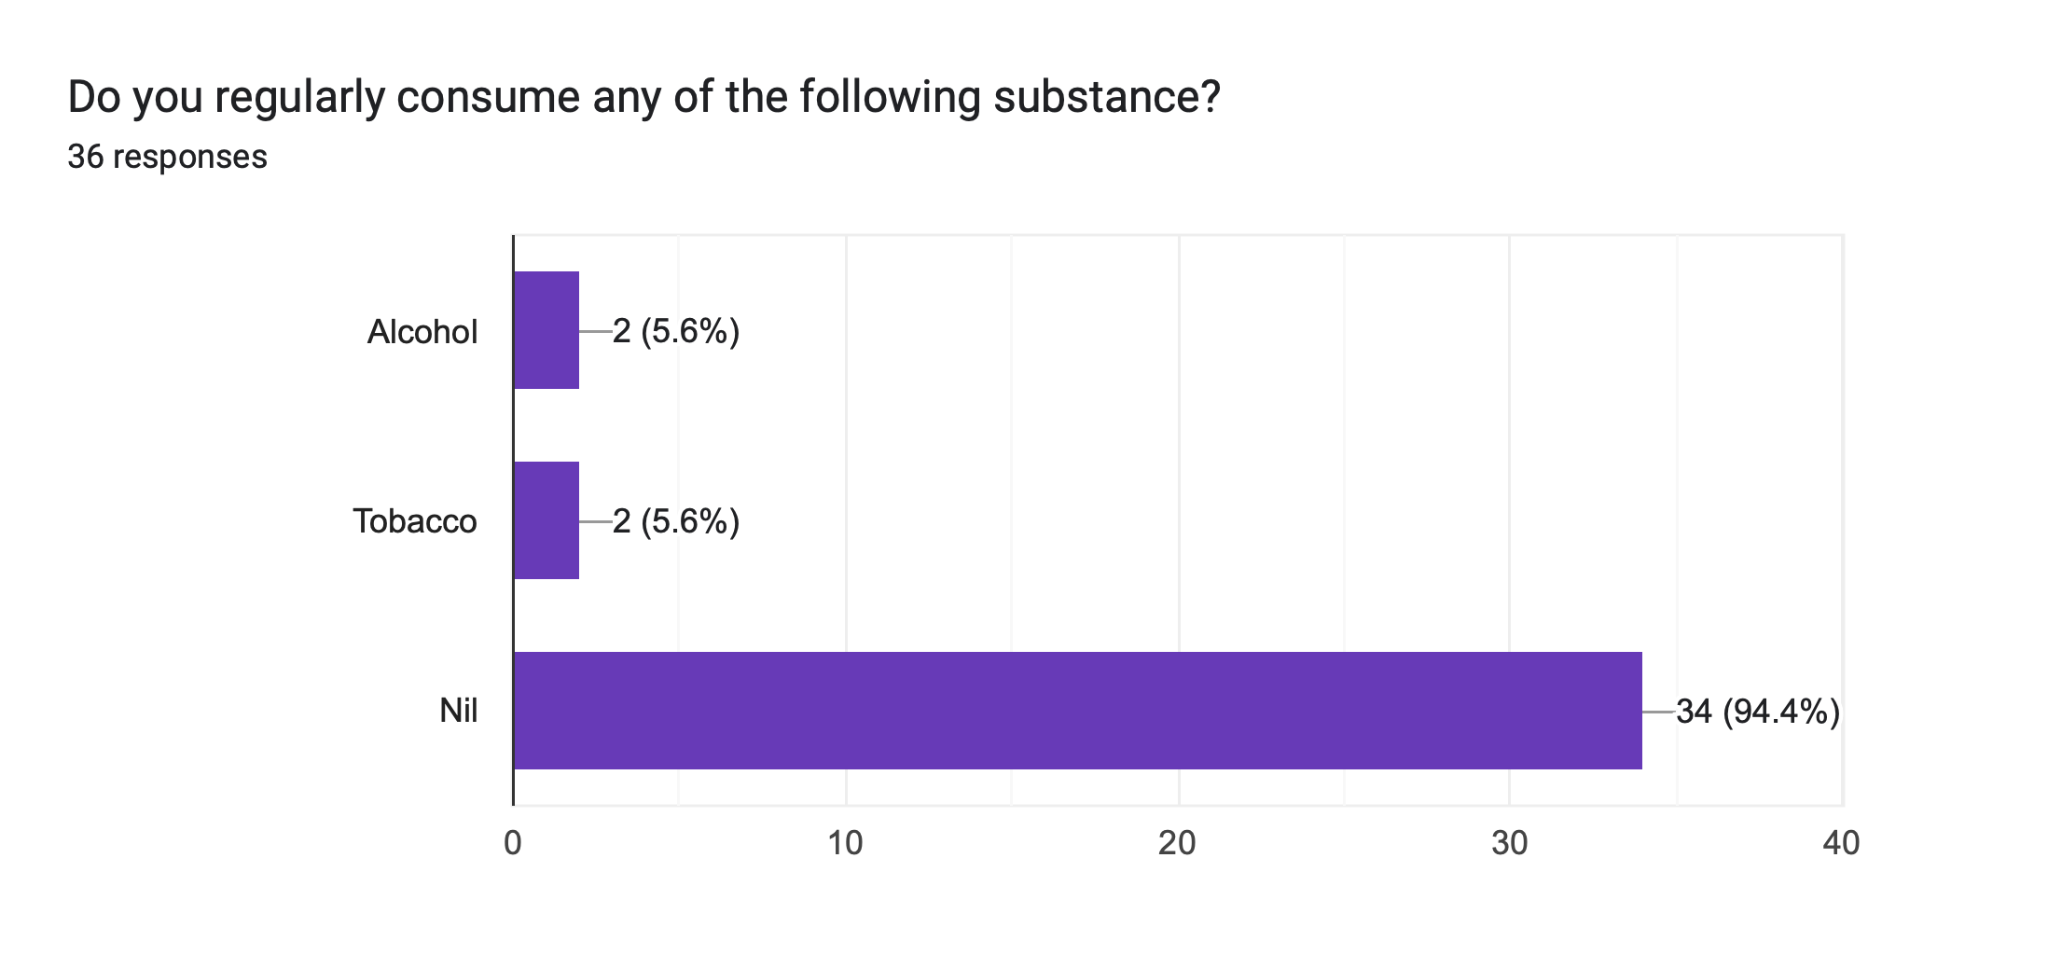 Do you regularly consume any of the following substance?
36 responses
Alcohol 2 (5.6%)
Tobacco 2 (5.6%)
Nil 34 (94.4%)
0 10 20 30 40